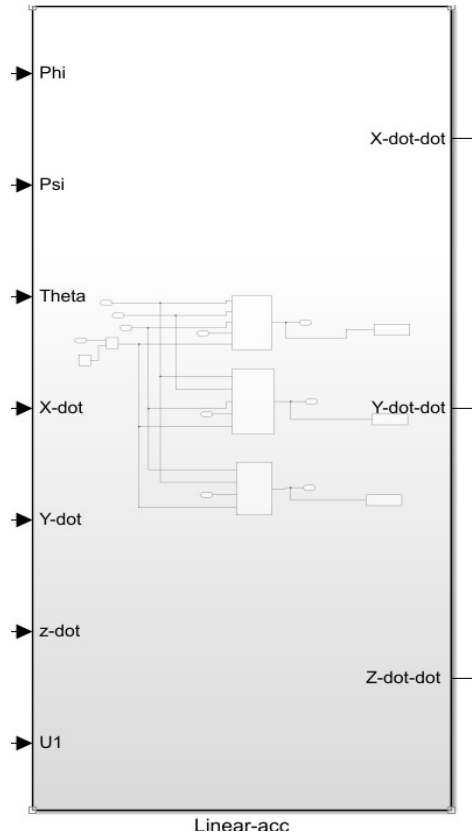 Phi
X-dot-dot
Psi
Theta
X-dot
Y-dot-dot
Y-dot
z-dot
Z-dot-dot
U1
Linear-acc